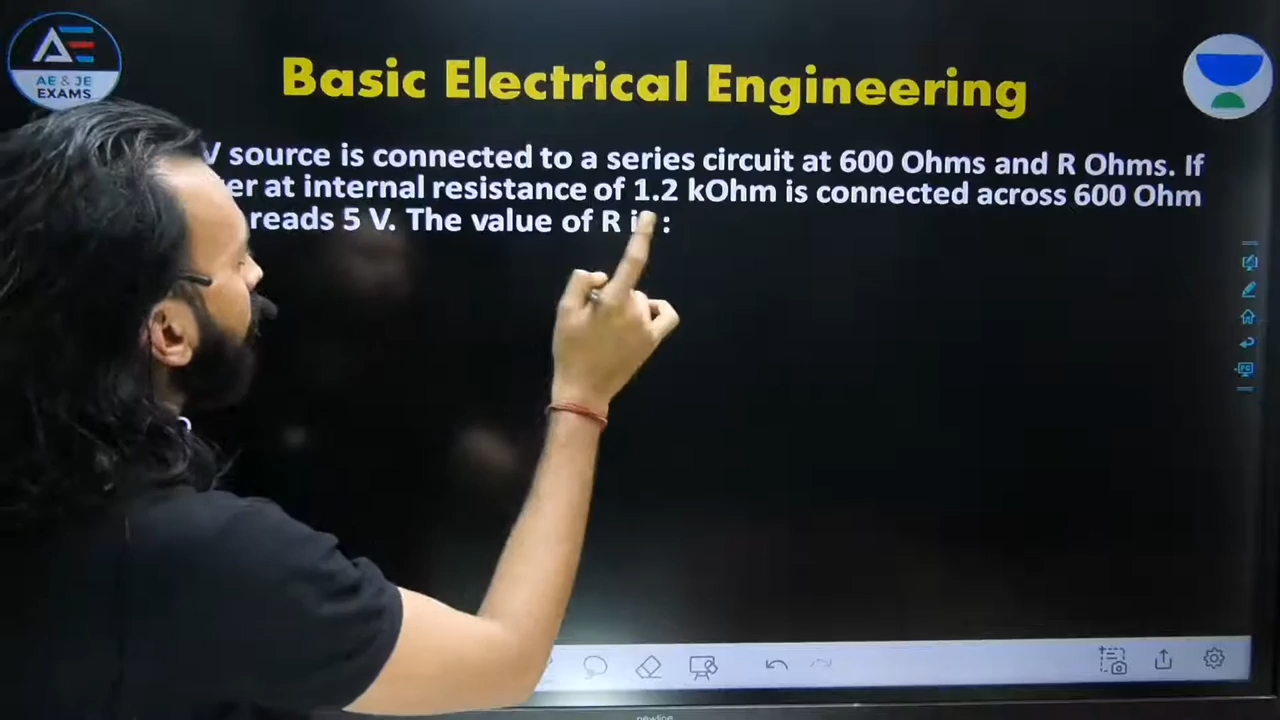 AE & JE
EXAMS
Basic Electrical Engineering
V source is connected to a series circuit at 600 Ohms and R Ohms. If
at internal resistance of 1.2 kOhm is connected across 600 Ohm
reads 5 V. The value of R :
newline